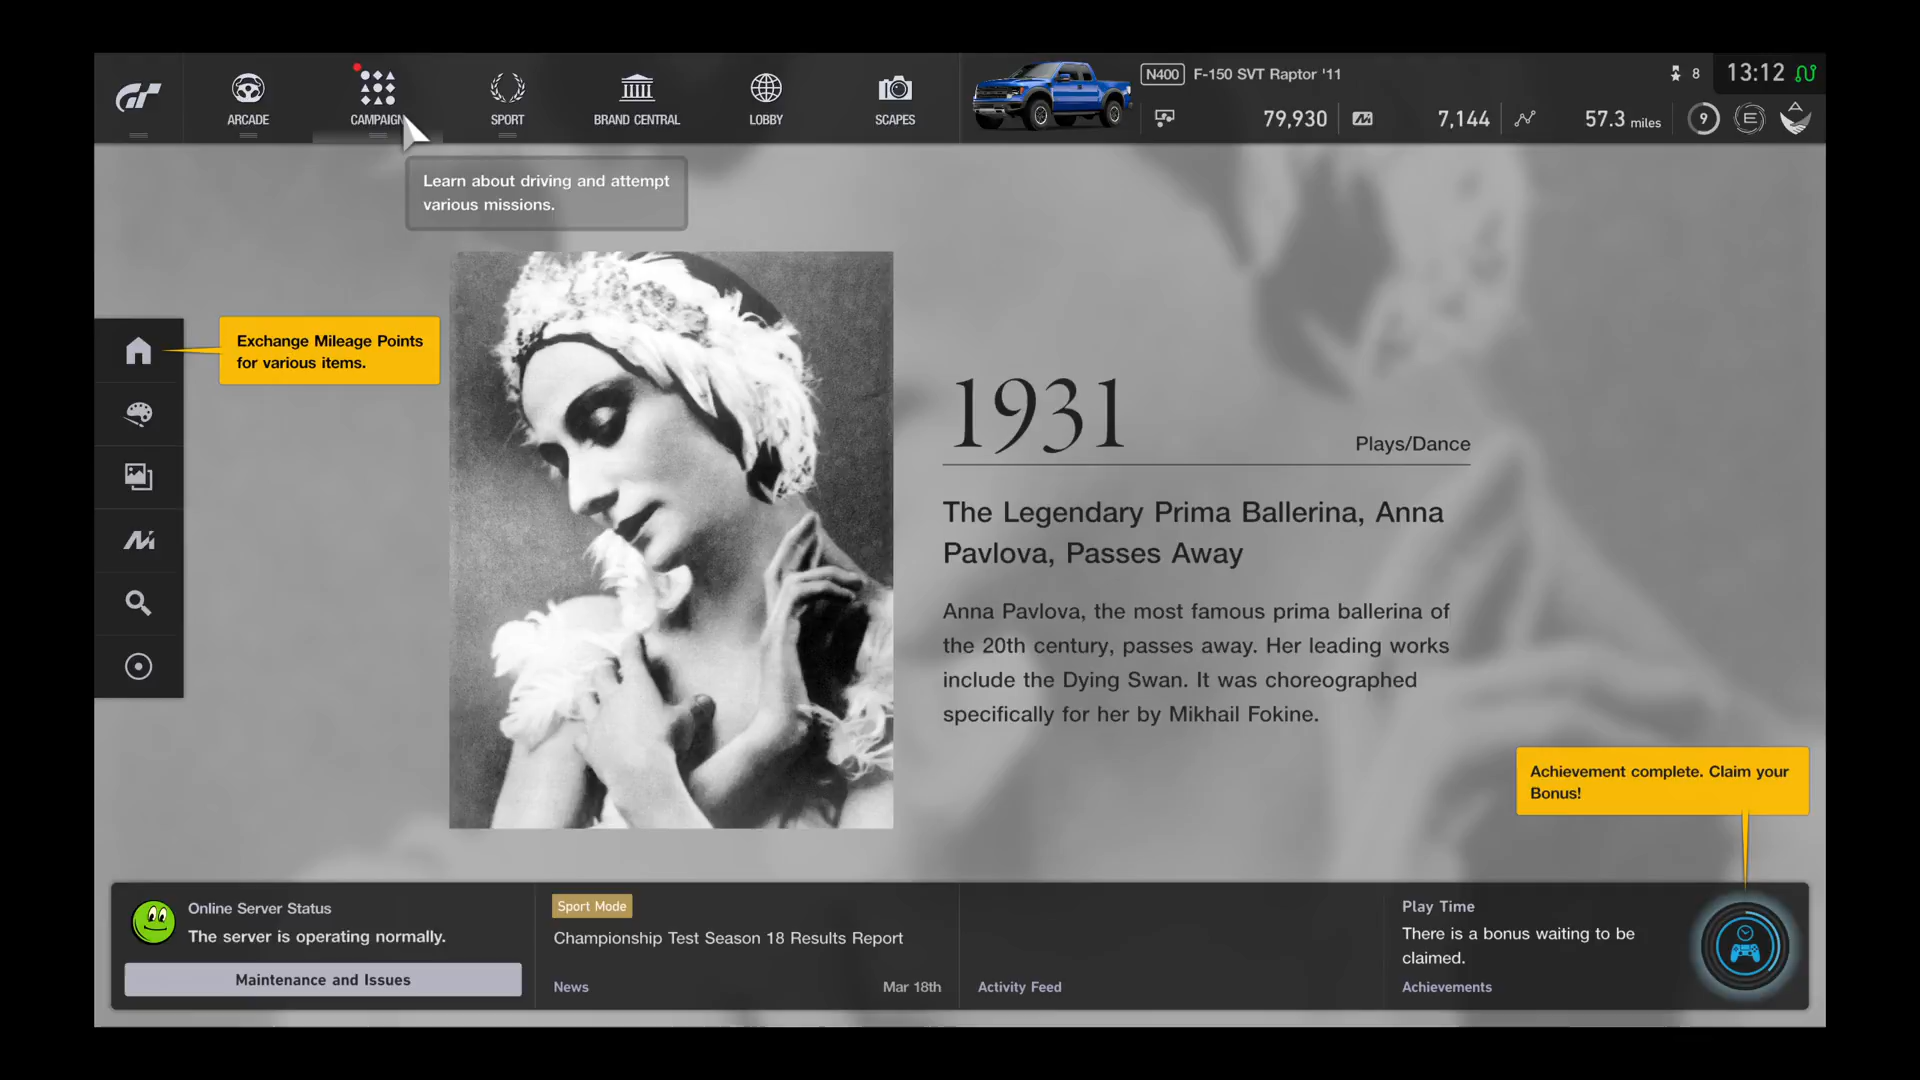 GT
ARCADE
CAMPAIGN
SPORT
BRAND CENTRAL
LOBBY
SCAPES
N400 F-150 SVT Raptor '11
8
13:12
79,930
7,144
57.3 miles
9
E
A
Learn about driving and attempt
various missions.
Exchange Mileage Points
for various items.
1931
Plays/Dance
The Legendary Prima Ballerina, Anna
Pavlova, Passes Away
Anna Pavlova, the most famous prima ballerina of
the 20th century, passes away. Her leading works
include the Dying Swan. It was choreographed
specifically for her by Mikhail Fokine.
Achievement complete. Claim your
Bonus!
Online Server Status
The server is operating normally.
Maintenance and Issues
Sport Mode
Championship Test Season 18 Results Report
News
Mar 18th
Activity Feed
Play Time
There is a bonus waiting to be
claimed.
Achievements